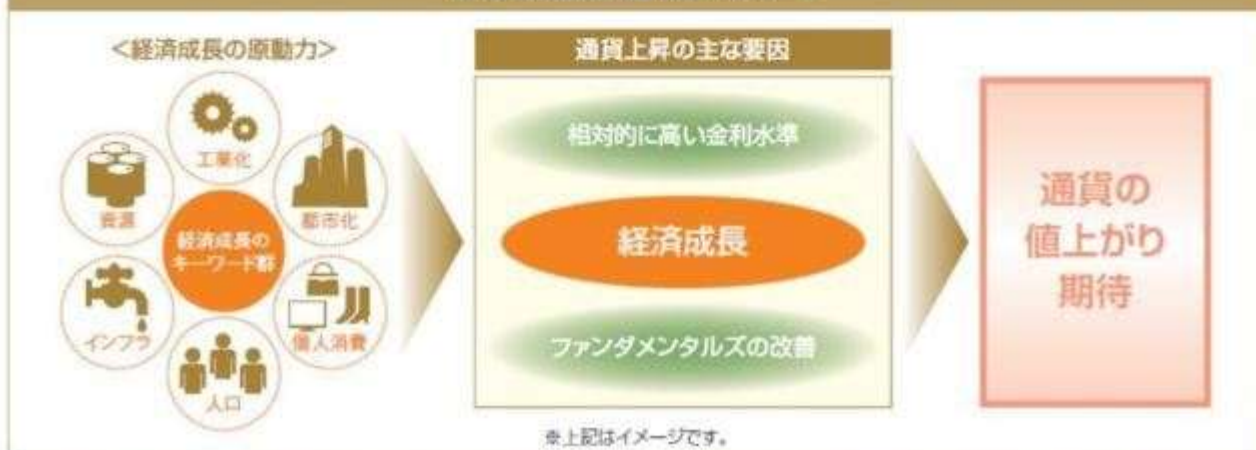 <経済成長の原動力>
工業化
資源
都市化
経済成長の
キーワード群
インフラ
個人消費
人口
通貨上昇の主な要因
相対的に高い金利水準
経済成長
ファンダメンタルズの改善
通貨の
値上がり
期待
※上記はイメージです。